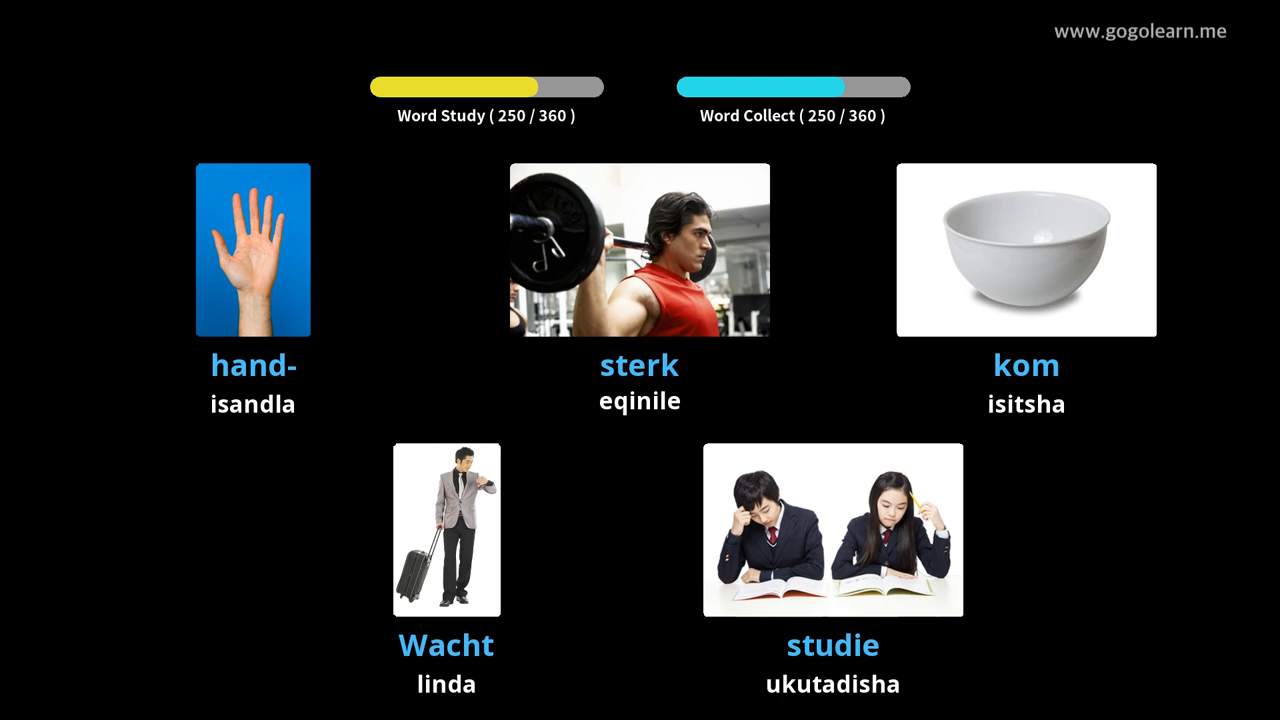 www.gogolearn.me
Word Study ( 250 / 360 )
Word Collect ( 250 / 360 )
hand-
isandla
sterk
eqinile
kom
isitsha
Wacht
linda
studie
ukutadisha